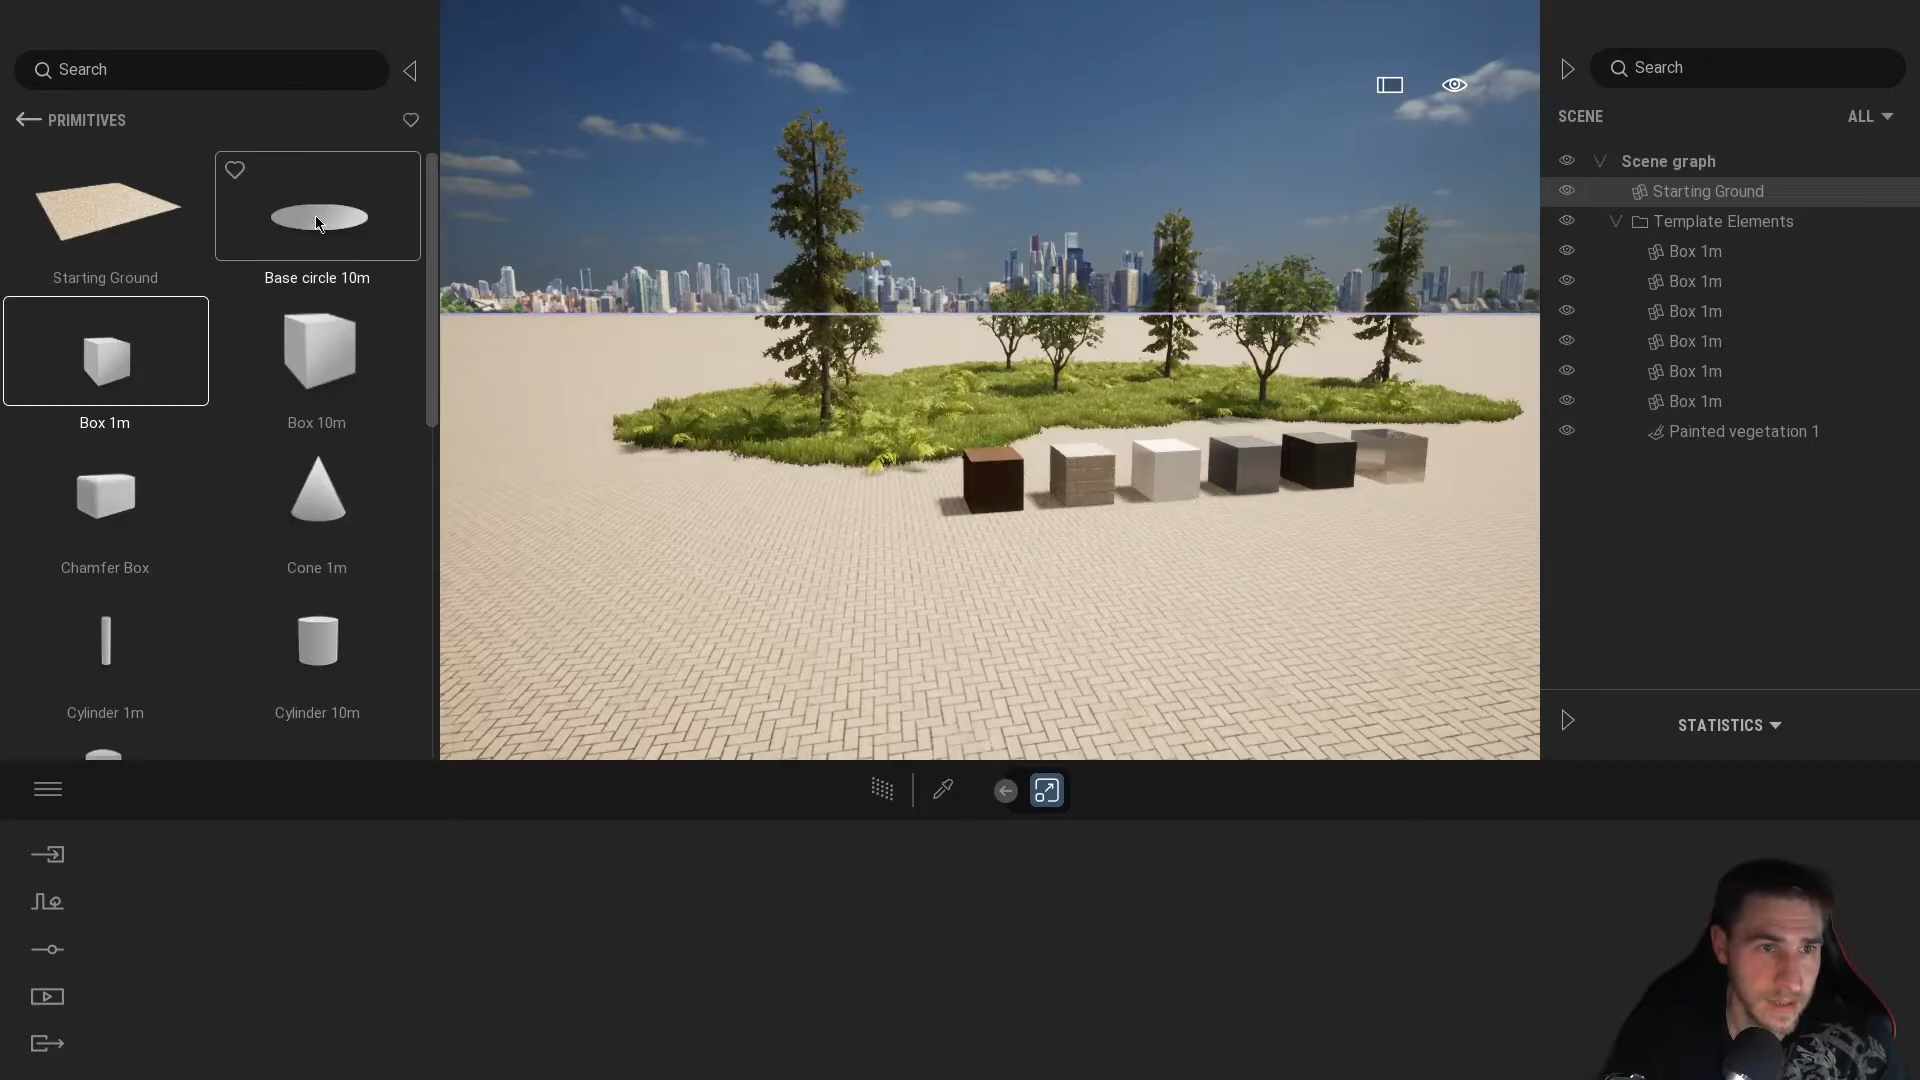 Search
PRIMITIVES
Starting Ground
Base circle 10m
Box 1m
Box 10m
Chamfer Box
Cone 1m
Cylinder 1m
Cylinder 10m
Search
SCENE
ALL
Scene graph
Starting Ground
Template Elements
Box 1m
Box 1m
Box 1m
Box 1m
Box 1m
Box 1m
Painted vegetation 1
STATISTICS